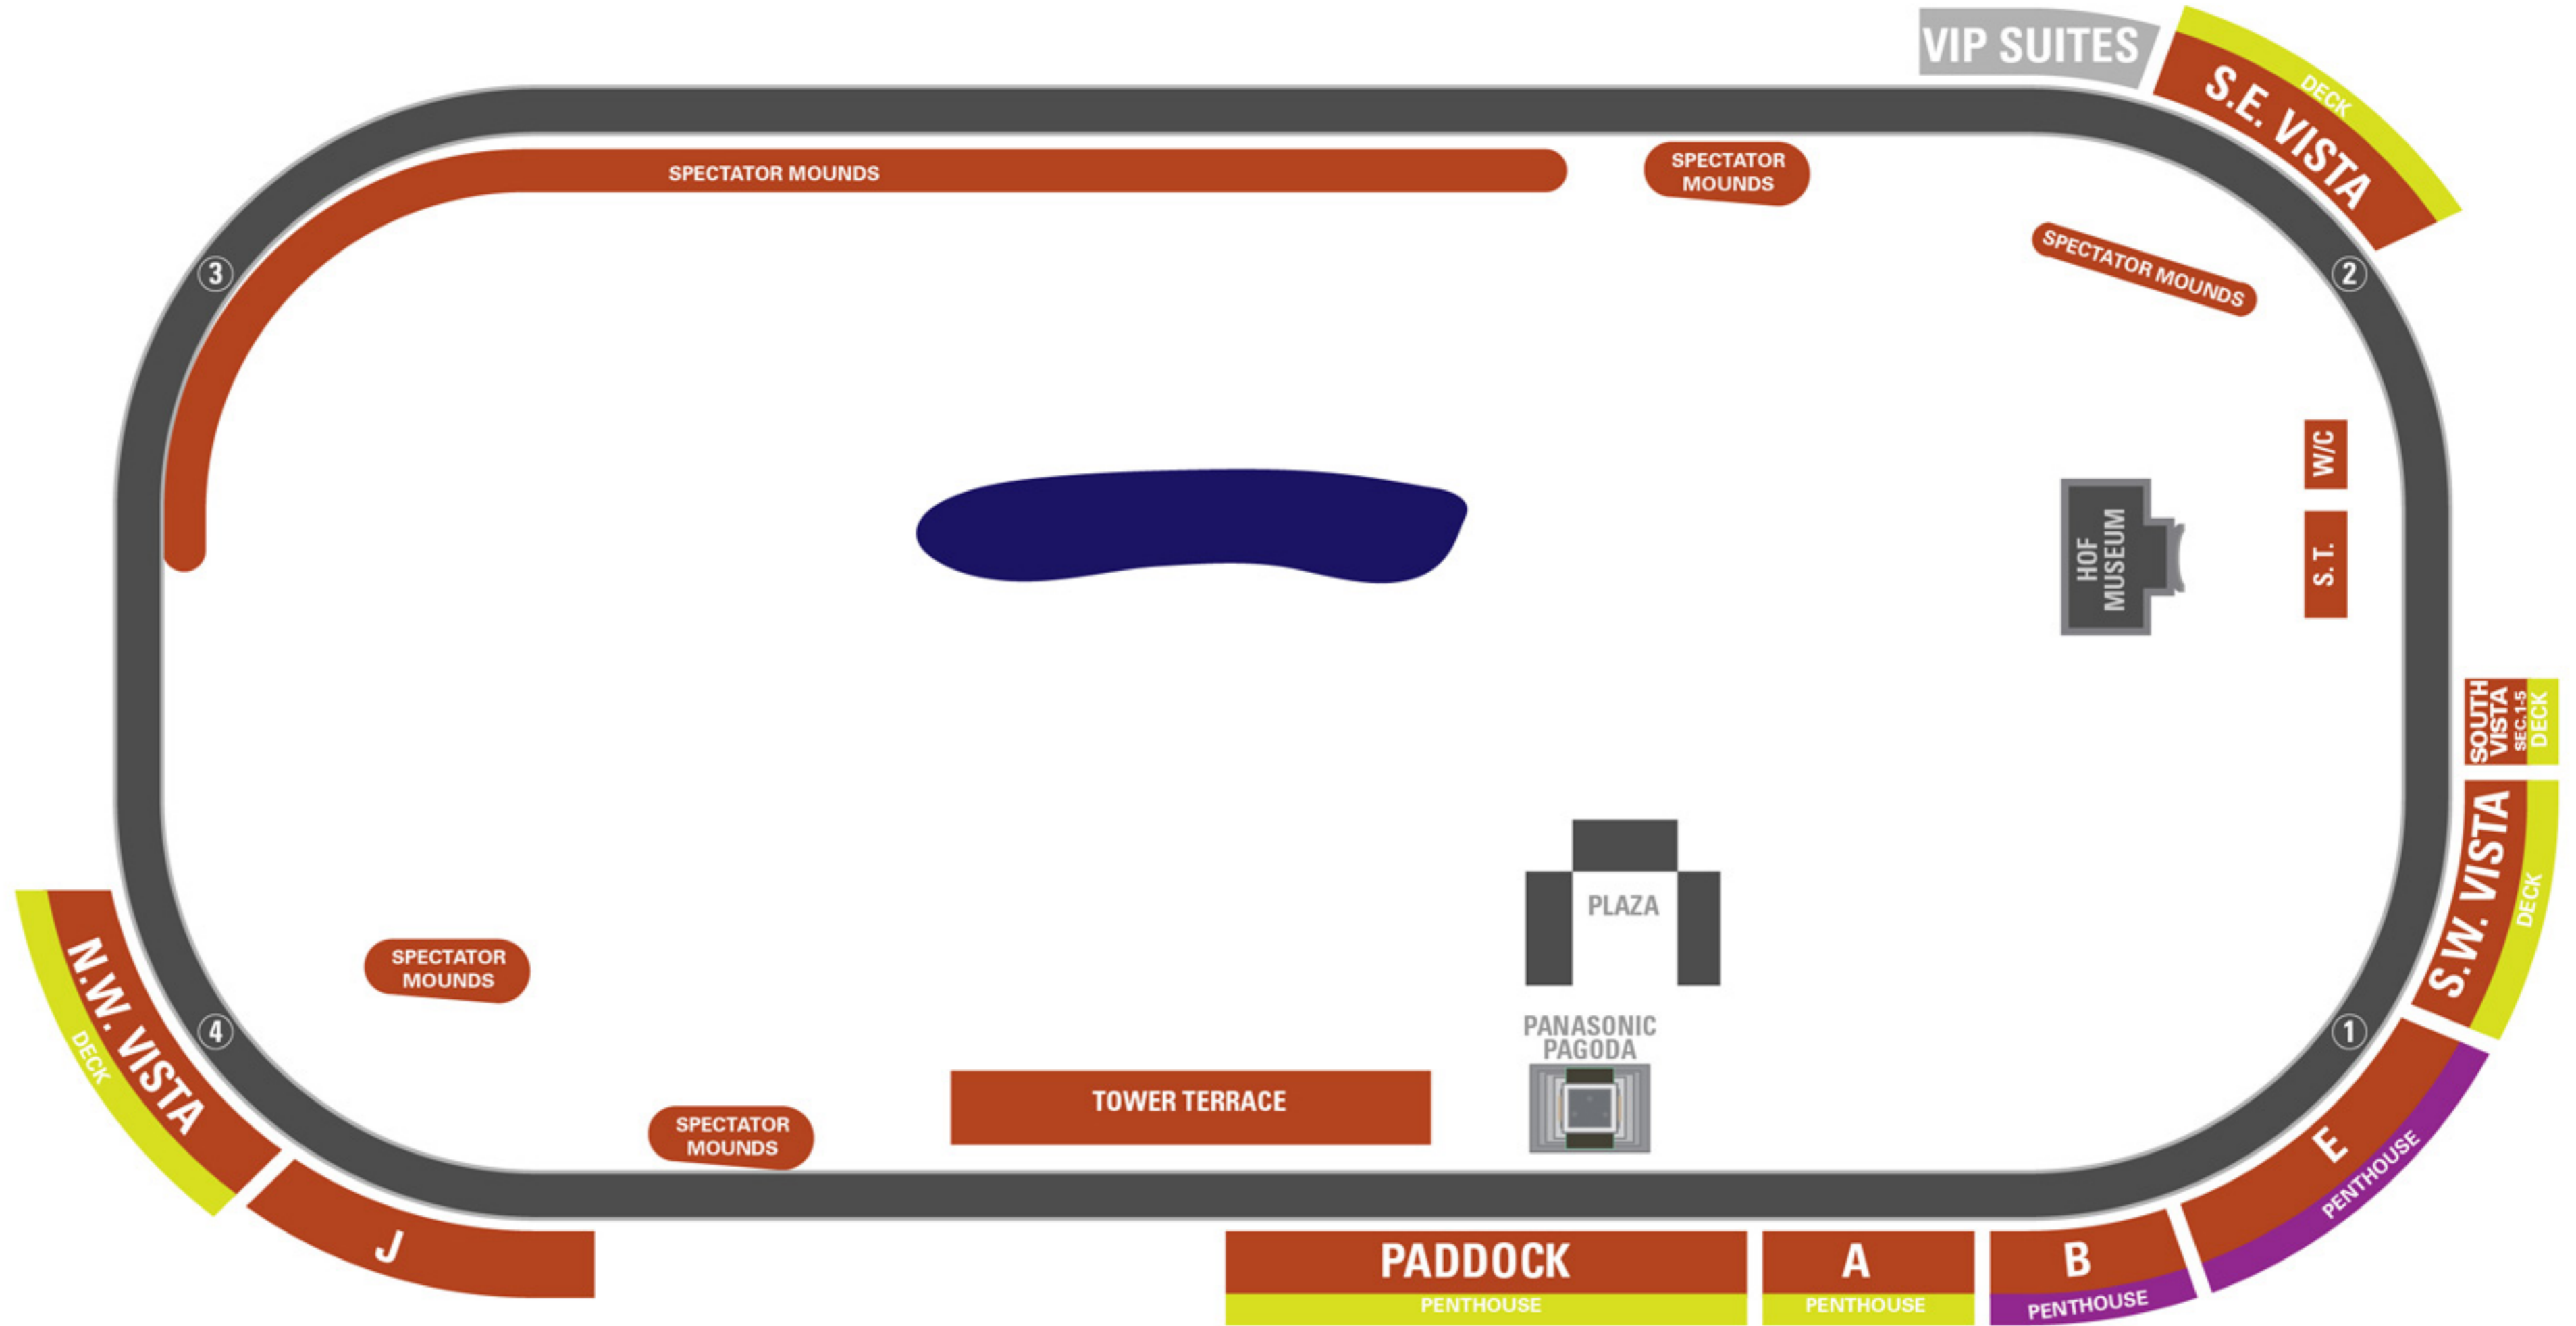 VIP SUITES
DECK
S.E. VISTA
SPECTATOR MOUNDS
SPECTATOR
MOUNDS
SPECTATOR MOUNDS
3
2
W/C
HOF
MUSEUM
S. T.
SOUTH
VISTA
SEC.1-5
DECK
S.W. VISTA
DECK
PLAZA
N.W. VISTA
DECK
SPECTATOR
MOUNDS
4
1
PANASONIC
PAGODA
TOWER TERRACE
SPECTATOR
MOUNDS
E
PENTHOUSE
J
PADDOCK
PENTHOUSE
A
PENTHOUSE
B
PENTHOUSE